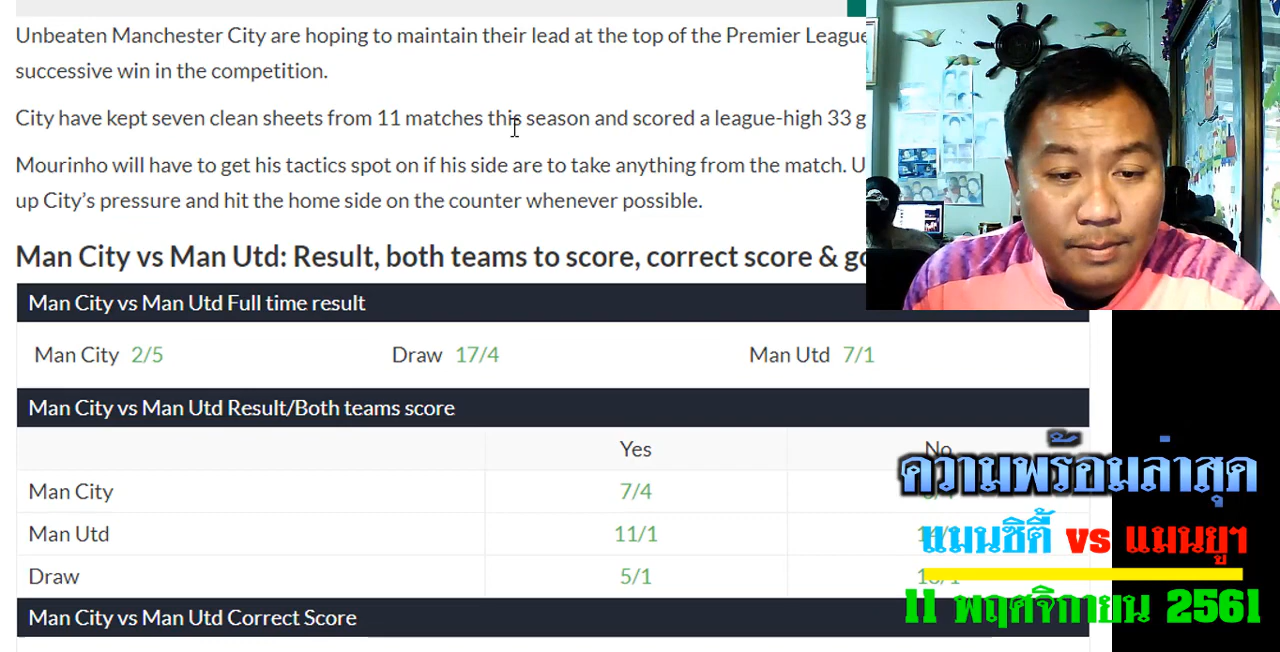 Unbeaten Manchester City are hoping to maintain their lead at the top of the Premier League
successive win in the competition.
City have kept seven clean sheets from 11 matches this season and scored a league-high 33 g
Mourinho will have to get his tactics spot on if his side are to take anything from the match. U
up City's pressure and hit the home side on the counter whenever possible.
Man City vs Man Utd: Result, both teams to score, correct score & go
Man City vs Man Utd Full time result
Man City 2/5 Draw 17/4 Man Utd 7/1
Man City vs Man Utd Result/Both teams score
Yes No
Man City 7/4
Man Utd 11/1
Draw 5/1
Man City vs Man Utd Correct Score
ความพร้อมล่าสุด
แมนซิตี้ vs แมนยูฯ
11 พฤศจิกายน 2561